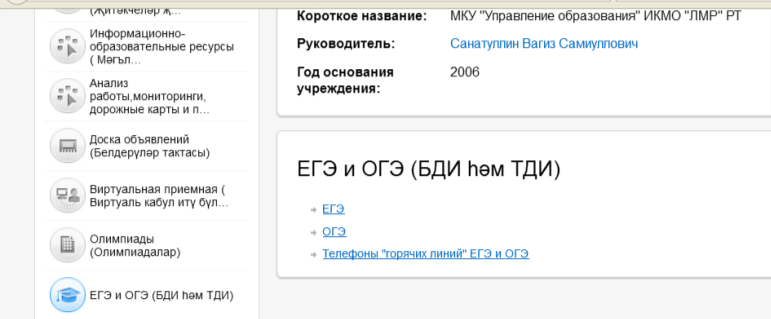 (Җитәкчеләр җ...
Информационно-
образовательные ресурсы
( Мәгъл...
Анализ
работы,мониторинги,
дорожные карты и п...
Доска объявлений
(Белдерүләр тактасы)
Виртуальная приемная (
Виртуаль кабул итү бүл...
Олимпиады
(Олимпиадалар)
ЕГЭ и ОГЭ (БДИ һәм ТДИ)
Короткое название: МКУ "Управление образования" ИКМО "ЛМР" РТ
Руководитель: Санатуллин Вагиз Самиуллович
Год основания 2006
учреждения:
ЕГЭ и ОГЭ (БДИ һәм ТДИ)
ЕГЭ
ОГЭ
Телефоны "горячих линий" ЕГЭ и ОГЭ